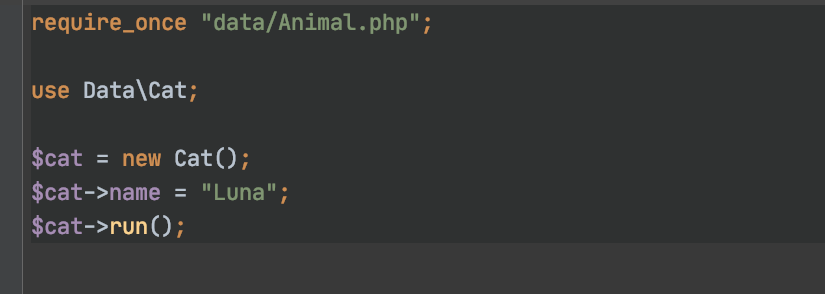 require_once "data/Animal.php";
use Data\Cat;
$cat = new Cat();
$cat->name = "Luna";
$cat->run();